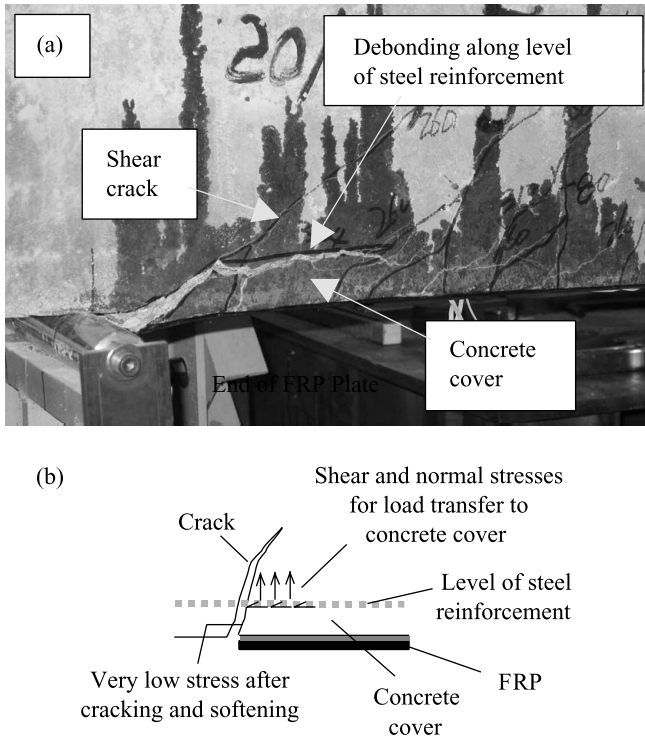 (a)
20
Debonding along level
of steel reinforcement
Shear
crack
Concrete
cover
End of FRP Plate
(b)
Shear and normal stresses
for load transfer to
concrete cover
Crack
Level of steel
reinforcement
Very low stress after
cracking and softening
FRP
Concrete
cover